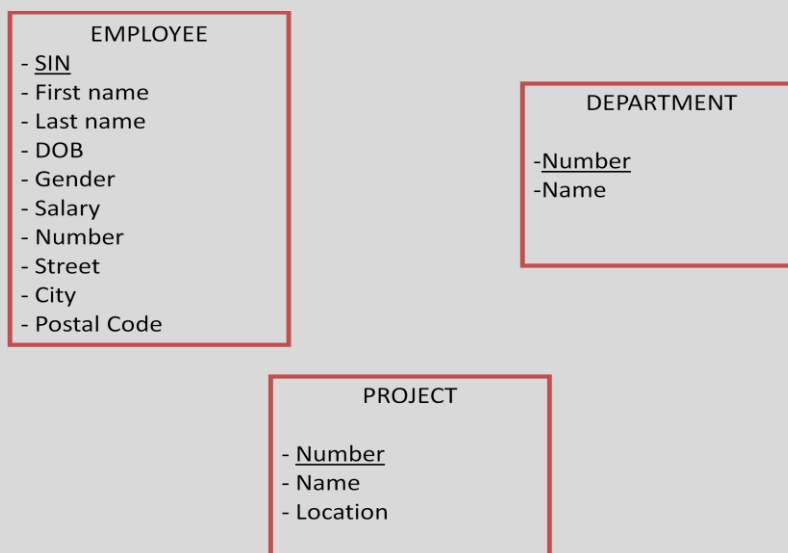 EMPLOYEE
- SIN
- First name
- Last name
- DOB
- Gender
- Salary
- Number
- Street
- City
- Postal Code
DEPARTMENT
-Number
-Name
PROJECT
- Number
- Name
- Location